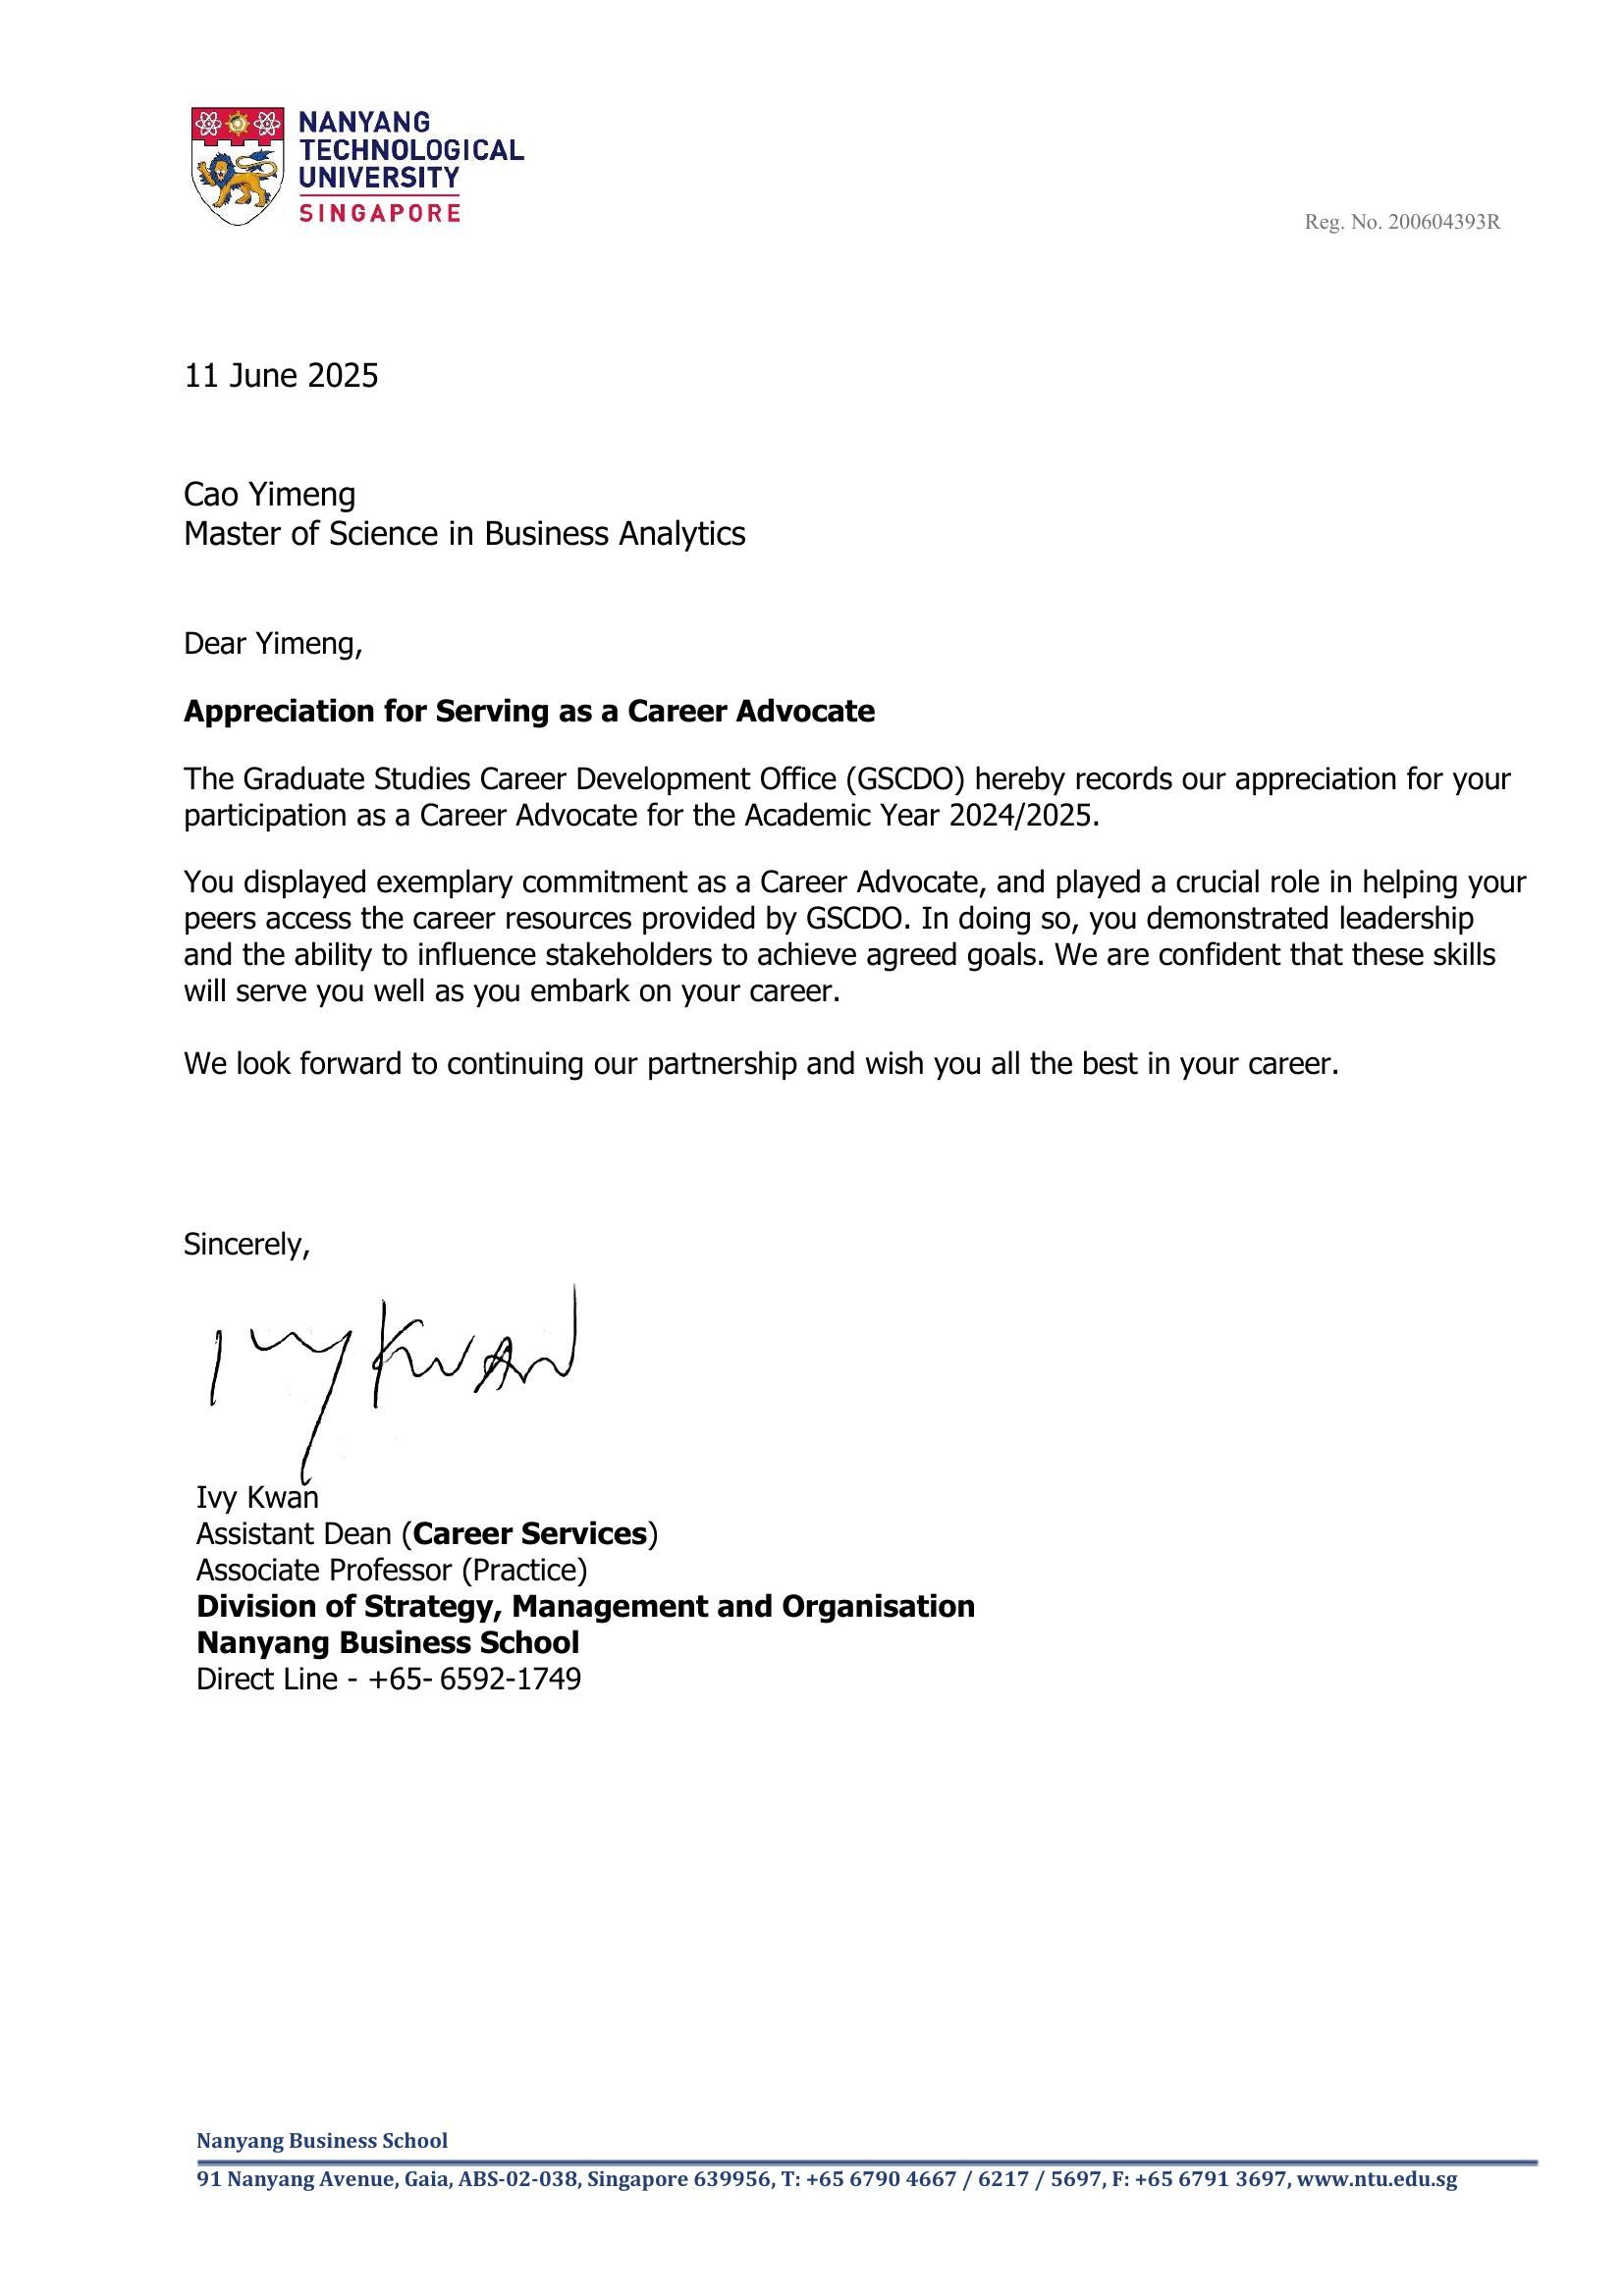 NANYANG
TECHNOLOGICAL
UNIVERSITY
SINGAPORE
Reg. No. 200604393R
11 June 2025
Cao Yimeng
Master of Science in Business Analytics
Dear Yimeng,
Appreciation for Serving as a Career Advocate
The Graduate Studies Career Development Office (GSCDO) hereby records our appreciation for your
participation as a Career Advocate for the Academic Year 2024/2025.
You displayed exemplary commitment as a Career Advocate, and played a crucial role in helping your
peers access the career resources provided by GSCDO. In doing so, you demonstrated leadership
and the ability to influence stakeholders to achieve agreed goals. We are confident that these skills
will serve you well as you embark on your career.
We look forward to continuing our partnership and wish you all the best in your career.
Sincerely,
Ivy Kwan
Ivy Kwan
Assistant Dean (Career Services)
Associate Professor (Practice)
Division of Strategy, Management and Organisation
Nanyang Business School
Direct Line - +65- 6592-1749
Nanyang Business School
91 Nanyang Avenue, Gaia, ABS-02-038, Singapore 639956, T: +65 6790 4667 / 6217 / 5697, F: +65 6791 3697, www.ntu.edu.sg